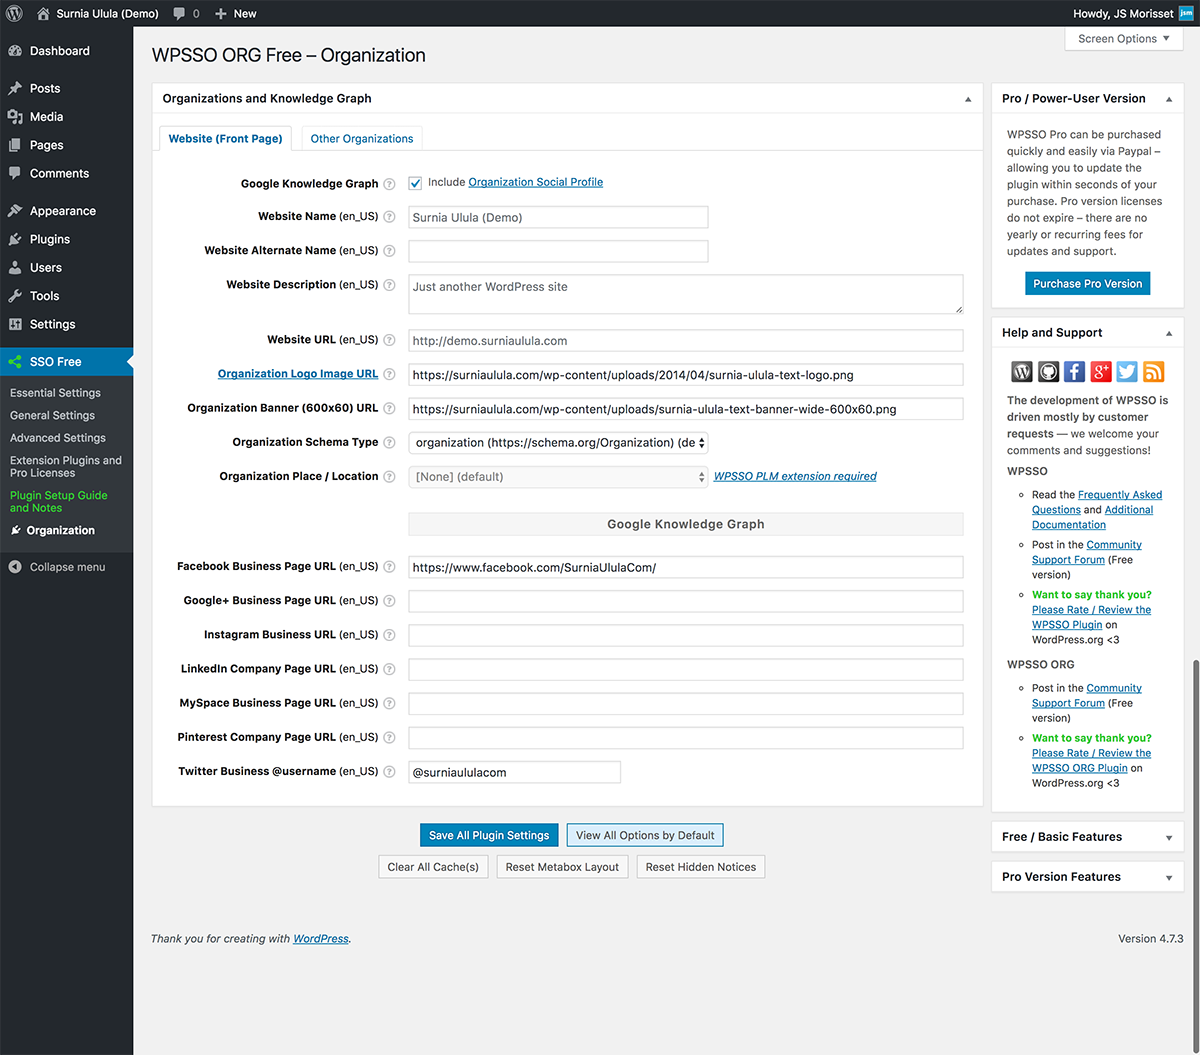 Surnia Ulula (Demo) 0 + New
Howdy, JS Morisset jsm
Dashboard
Posts
Media
Pages
Comments
Appearance
Plugins
Users
Tools
Settings
SSO Free
Essential Settings
General Settings
Advanced Settings
Extension Plugins and
Pro Licenses
Plugin Setup Guide
and Notes
Organization
Collapse menu
Screen Options
WPSSO ORG Free – Organization
Organizations and Knowledge Graph
Website (Front Page)
Other Organizations
Google Knowledge Graph ? Include Organization Social Profile
Website Name (en_US) ? Surnia Ulula (Demo)
Website Alternate Name (en_US) ?
Website Description (en_US) ? Just another WordPress site
Website URL (en_US) ? http://demo.surniaulula.com
Organization Logo Image URL ? https://surniaulula.com/wp-content/uploads/2014/04/surnia-ulula-text-logo.png
Organization Banner (600x60) URL ? https://surniaulula.com/wp-content/uploads/surnia-ulula-text-banner-wide-600x60.png
Organization Schema Type ? organization (https://schema.org/Organization) (de
Organization Place / Location ? [None] (default) WPSSO PLM extension required
Google Knowledge Graph
Facebook Business Page URL (en_US) ? https://www.facebook.com/SurniaUlulaCom/
Google+ Business Page URL (en_US) ?
Instagram Business URL (en_US) ?
LinkedIn Company Page URL (en_US) ?
MySpace Business Page URL (en_US) ?
Pinterest Company Page URL (en_US) ?
Twitter Business @username (en_US) ? @surniaululacom
Save All Plugin Settings
View All Options by Default
Clear All Cache(s)
Reset Metabox Layout
Reset Hidden Notices
Pro / Power-User Version
WPSSO Pro can be purchased
quickly and easily via Paypal –
allowing you to update the
plugin within seconds of your
purchase. Pro version licenses
do not expire – there are no
yearly or recurring fees for
updates and support.
Purchase Pro Version
Help and Support
The development of WPSSO is
driven mostly by customer
requests — we welcome your
comments and suggestions!
WPSSO
Read the Frequently Asked
Questions and Additional
Documentation
Post in the Community
Support Forum (Free
version)
Want to say thank you?
Please Rate / Review the
WPSSO Plugin on
WordPress.org <3
WPSSO ORG
Post in the Community
Support Forum (Free
version)
Want to say thank you?
Please Rate / Review the
WPSSO ORG Plugin on
WordPress.org <3
Free / Basic Features
Pro Version Features
Thank you for creating with WordPress.
Version 4.7.3